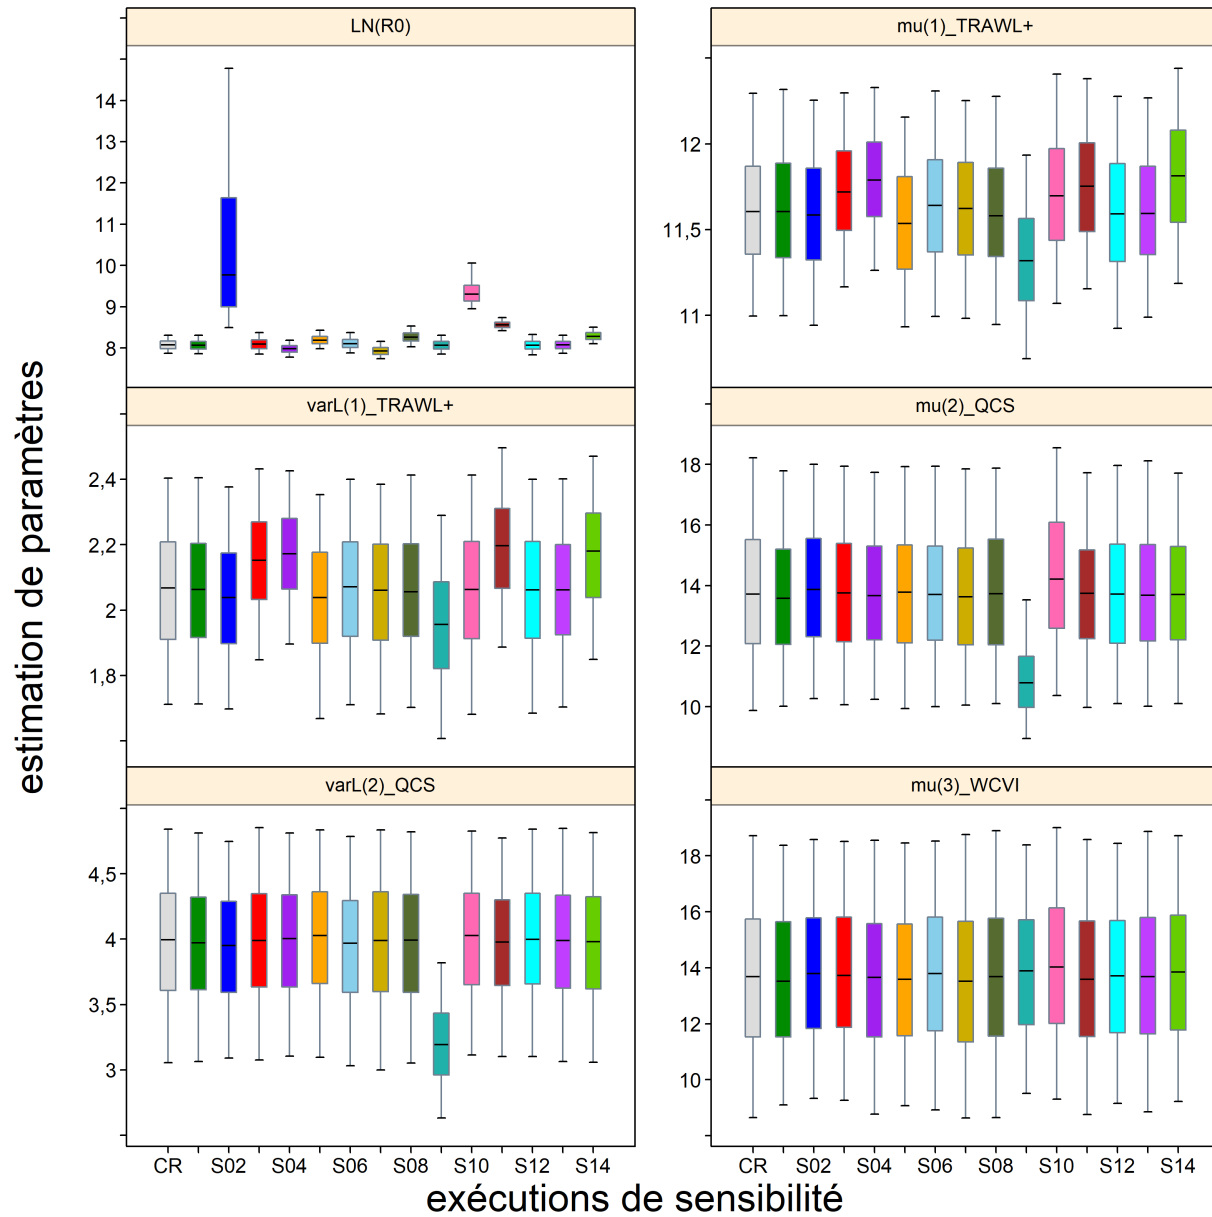 LN(R0)
mu(1)_TRAWL+
14
13
12
11
10
9
8
12
11,5
11
varL(1)_TRAWL+
mu(2)_QCS
2,4
2,2
2
1,8
18
16
14
12
10
varL(2)_QCS
mu(3)_WCVI
4,5
4
3,5
3
18
16
14
12
10
CR S02 S04 S06 S08 S10 S12 S14
CR S02 S04 S06 S08 S10 S12 S14
estimation de paramètres
exécutions de sensibilité